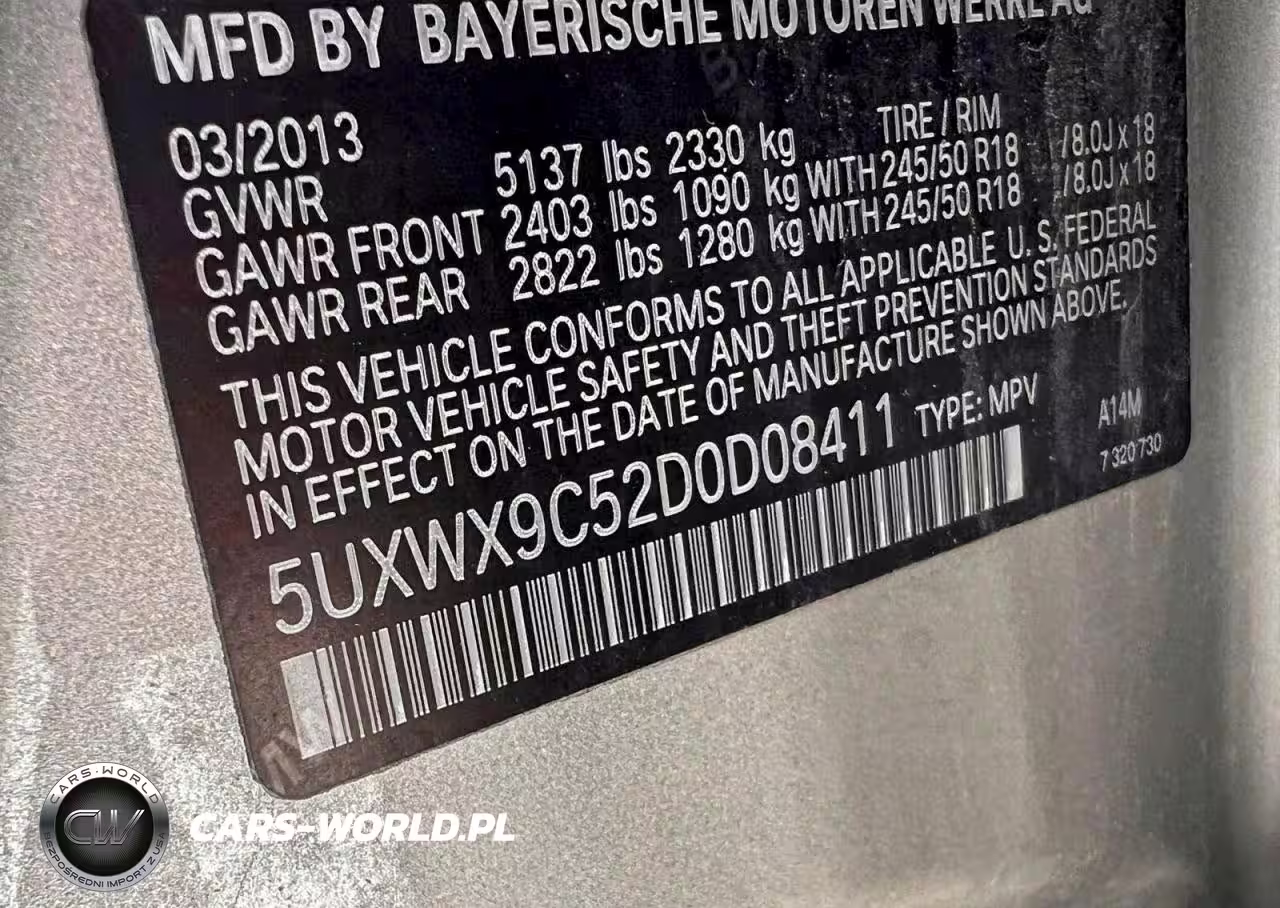 MFD BY BAYERISCHE MOTOREN WERKE AG
03/2013 TIRE / RIM
GVWR 5137 lbs 2330 kg
GAWR FRONT 2403 lbs 1090 kg WITH 245/50 R18 /8.0J x 18
GAWR REAR 2822 lbs 1280 kg WITH 245/50 R18 /8.0J x 18
THIS VEHICLE CONFORMS TO ALL APPLICABLE U. S. FEDERAL
MOTOR VEHICLE SAFETY AND THEFT PREVENTION STANDARDS
IN EFFECT ON THE DATE OF MANUFACTURE SHOWN ABOVE.
5UXWX9C52D0D08411 TYPE: MPV A14M
7 320 730
CARS-WORLD
CW
BEZPOŚREDNI IMPORT Z USA
CARS-WORLD.PL